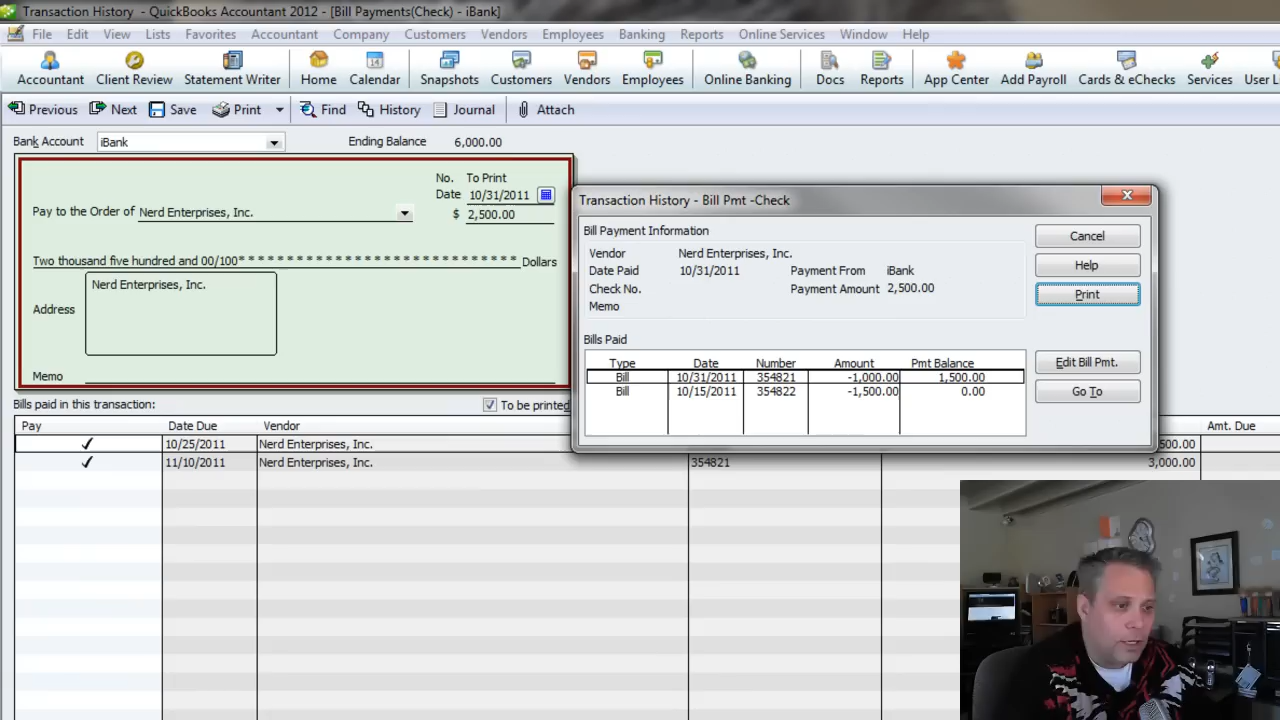 Transaction History - QuickBooks Accountant 2012 - [Bill Payments(Check) - iBank]
File Edit View Lists Favorites Accountant Company Customers Vendors Employees Banking Reports Online Services Window Help
Accountant Client Review Statement Writer Home Calendar Snapshots Customers Vendors Employees Online Banking Docs Reports App Center Add Payroll Cards & eChecks Services User Li
Previous Next Save Print Find History Journal Attach
Bank Account iBank Ending Balance 6,000.00
No. To Print
Date 10/31/2011
Pay to the Order of Nerd Enterprises, Inc. $ 2,500.00
Two thousand five hundred and 00/100* * * * * * * * * * * * * * * * * * * * * * * * * * * * * Dollars
Nerd Enterprises, Inc.
Address
Memo
Bills paid in this transaction: To be printed
Pay Date Due Vendor Amt. Due
10/25/2011 Nerd Enterprises, Inc. 500.00
11/10/2011 Nerd Enterprises, Inc. 354821 3,000.00
Transaction History - Bill Pmt -Check
Bill Payment Information
Vendor Nerd Enterprises, Inc.
Date Paid 10/31/2011 Payment From iBank
Check No. Payment Amount 2,500.00
Memo
Bills Paid
Type Date Number Amount Pmt Balance
Bill 10/31/2011 354821 -1,000.00 1,500.00
Bill 10/15/2011 354822 -1,500.00 0.00
Cancel
Help
Print
Edit Bill Pmt.
Go To